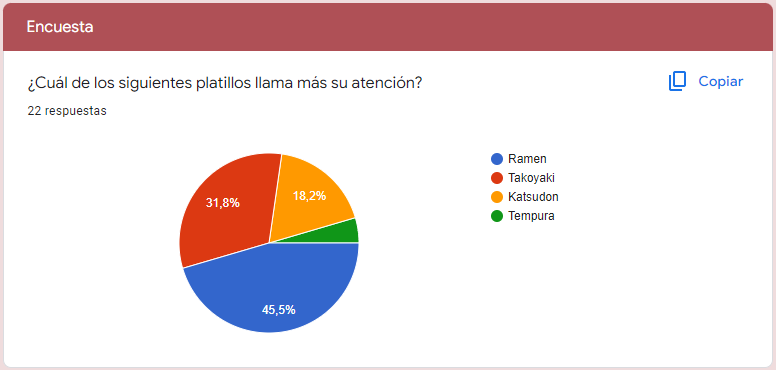 Encuesta
¿Cuál de los siguientes platillos llama más su atención?
Copiar
22 respuestas
Ramen
Takoyaki
Katsudon
Tempura
31,8%
18,2%
45,5%